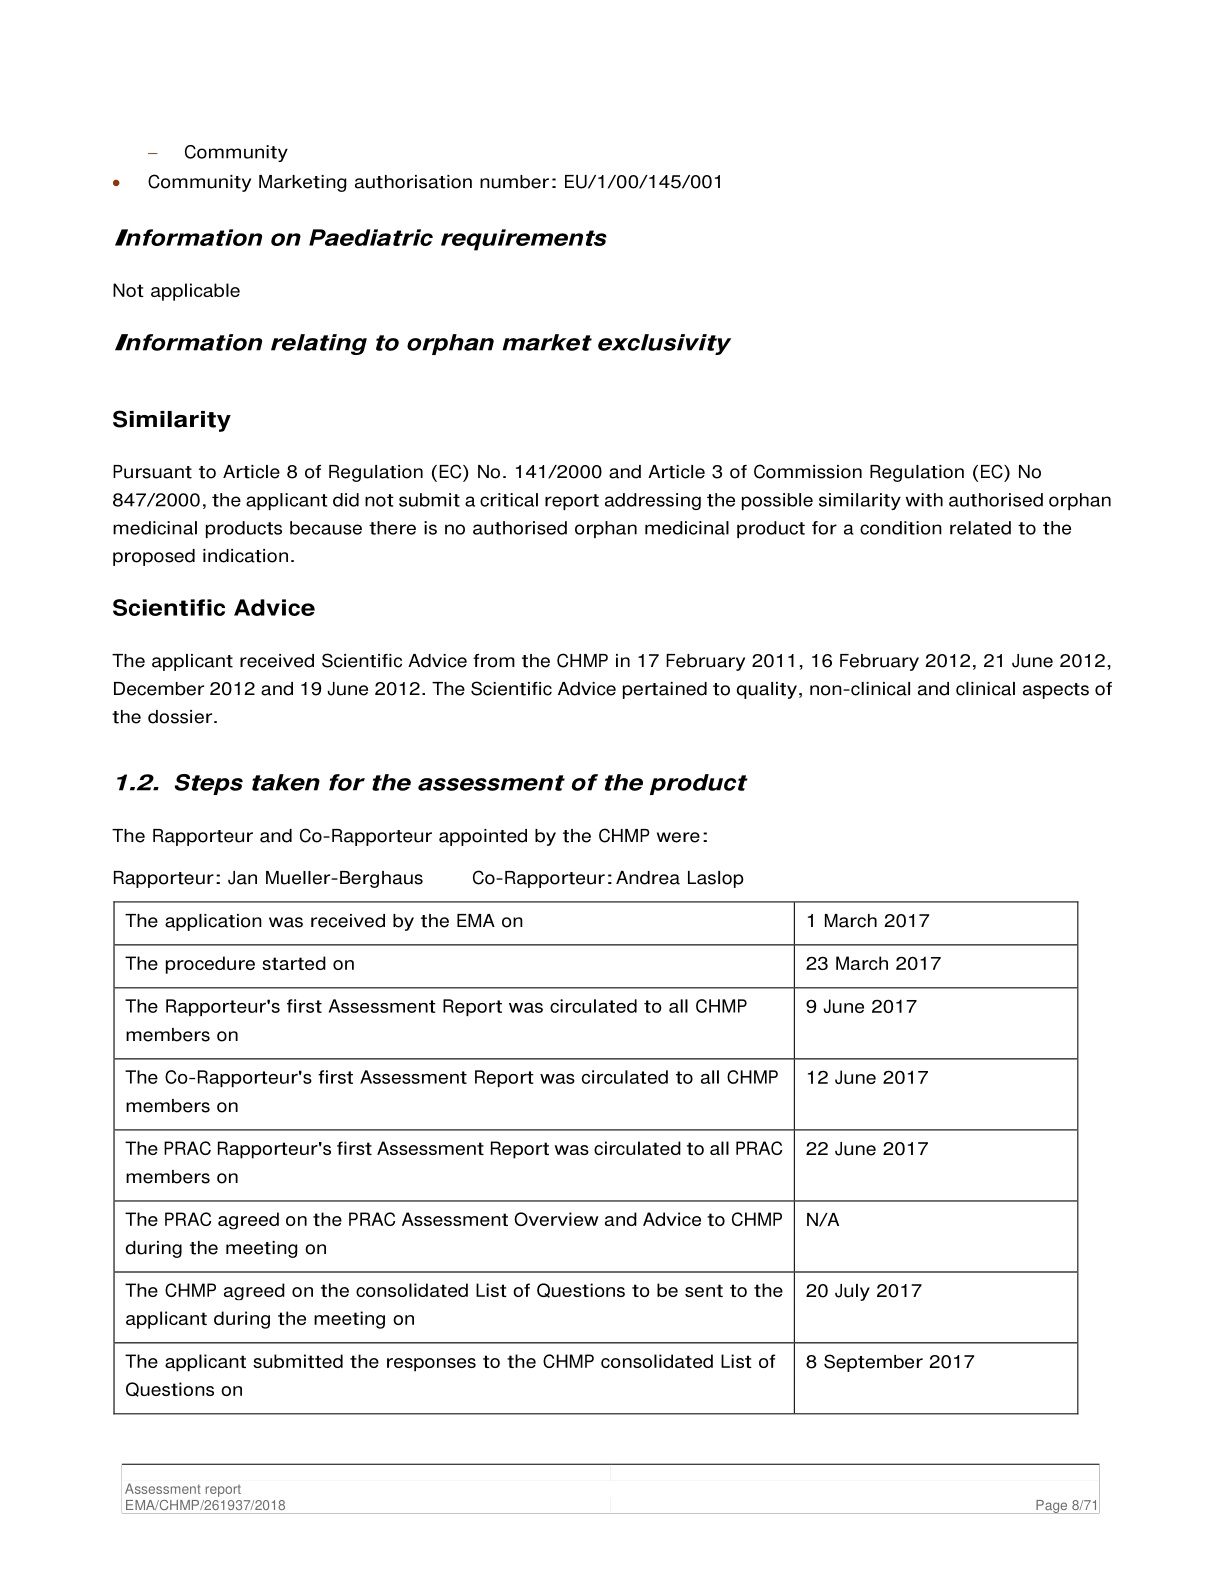 – Community
• Community Marketing authorisation number: EU/1/00/145/001
Information on Paediatric requirements
Not applicable
Information relating to orphan market exclusivity
Similarity
Pursuant to Article 8 of Regulation (EC) No. 141/2000 and Article 3 of Commission Regulation (EC) No
847/2000, the applicant did not submit a critical report addressing the possible similarity with authorised orphan
medicinal products because there is no authorised orphan medicinal product for a condition related to the
proposed indication.
Scientific Advice
The applicant received Scientific Advice from the CHMP in 17 February 2011, 16 February 2012, 21 June 2012,
December 2012 and 19 June 2012. The Scientific Advice pertained to quality, non-clinical and clinical aspects of
the dossier.
1.2. Steps taken for the assessment of the product
The Rapporteur and Co-Rapporteur appointed by the CHMP were:
Rapporteur: Jan Mueller-Berghaus Co-Rapporteur: Andrea Laslop
The application was received by the EMA on 1 March 2017
The procedure started on 23 March 2017
The Rapporteur's first Assessment Report was circulated to all CHMP 9 June 2017
members on
The Co-Rapporteur's first Assessment Report was circulated to all CHMP 12 June 2017
members on
The PRAC Rapporteur's first Assessment Report was circulated to all PRAC 22 June 2017
members on
The PRAC agreed on the PRAC Assessment Overview and Advice to CHMP N/A
during the meeting on
The CHMP agreed on the consolidated List of Questions to be sent to the 20 July 2017
applicant during the meeting on
The applicant submitted the responses to the CHMP consolidated List of 8 September 2017
Questions on
Assessment report
EMA/CHMP/261937/2018 Page 8/71